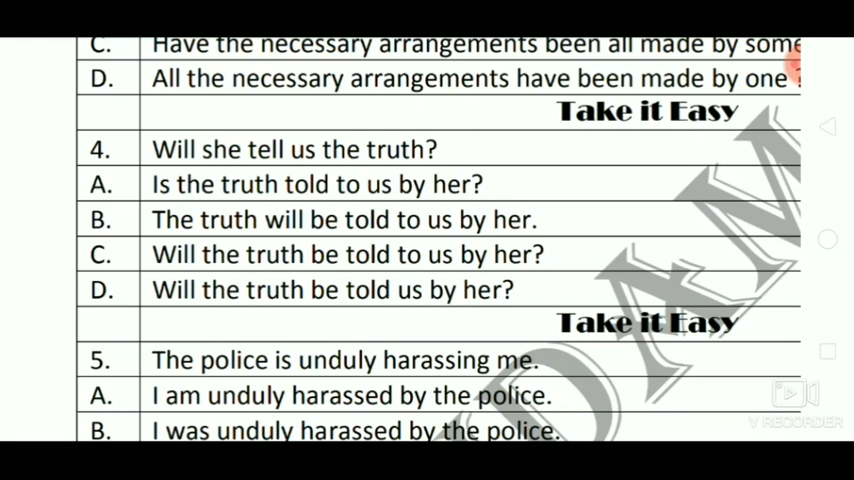 C. Have the necessary arrangements been all made by some
D. All the necessary arrangements have been made by one ?
Take it Easy
4. Will she tell us the truth?
A. Is the truth told to us by her?
B. The truth will be told to us by her.
C. Will the truth be told to us by her?
D. Will the truth be told us by her?
Take it Easy
5. The police is unduly harassing me.
A. I am unduly harassed by the police.
B. I was unduly harassed by the police.
V RECORDER